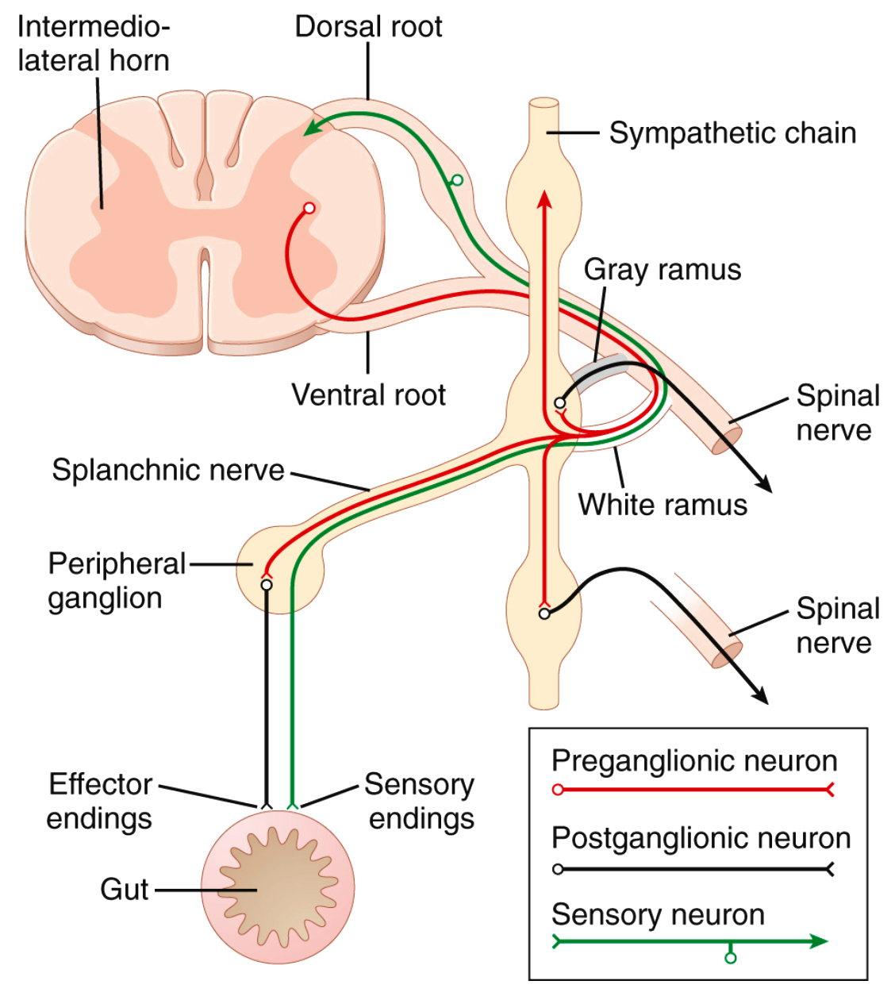 Intermedio-
lateral horn
Dorsal root
Sympathetic chain
Gray ramus
Ventral root
Spinal
nerve
Splanchnic nerve
White ramus
Peripheral
ganglion
Spinal
nerve
Effector
endings
Sensory
endings
Gut
Preganglionic neuron
Postganglionic neuron
Sensory neuron